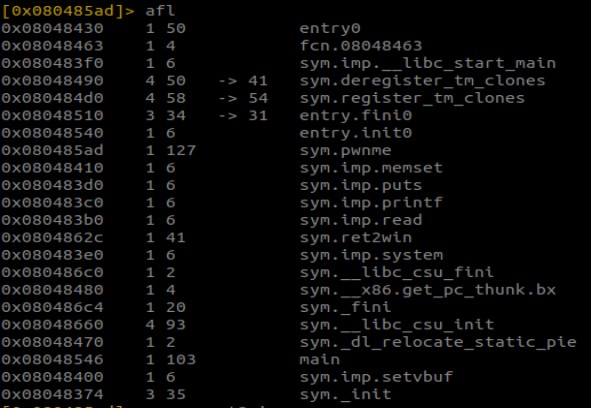 [0x080485ad]> afl
0x08048430 1 50 entry0
0x08048463 1 4 fcn.08048463
0x080483f0 1 6 sym.imp.__libc_start_main
0x08048490 4 50 -> 41 sym.deregister_tm_clones
0x080484d0 4 58 -> 54 sym.register_tm_clones
0x08048510 3 34 -> 31 entry.fini0
0x08048540 1 6 entry.init0
0x080485ad 1 127 sym.pwnme
0x08048410 1 6 sym.imp.memset
0x080483d0 1 6 sym.imp.puts
0x080483c0 1 6 sym.imp.printf
0x080483b0 1 6 sym.imp.read
0x0804862c 1 41 sym.ret2win
0x080483e0 1 6 sym.imp.system
0x080486c0 1 2 sym.__libc_csu_fini
0x08048480 1 4 sym.__x86.get_pc_thunk.bx
0x080486c4 1 20 sym._fini
0x08048660 4 93 sym.__libc_csu_init
0x08048470 1 2 sym._dl_relocate_static_pie
0x08048546 1 103 main
0x08048400 1 6 sym.imp.setvbuf
0x08048374 3 35 sym._init